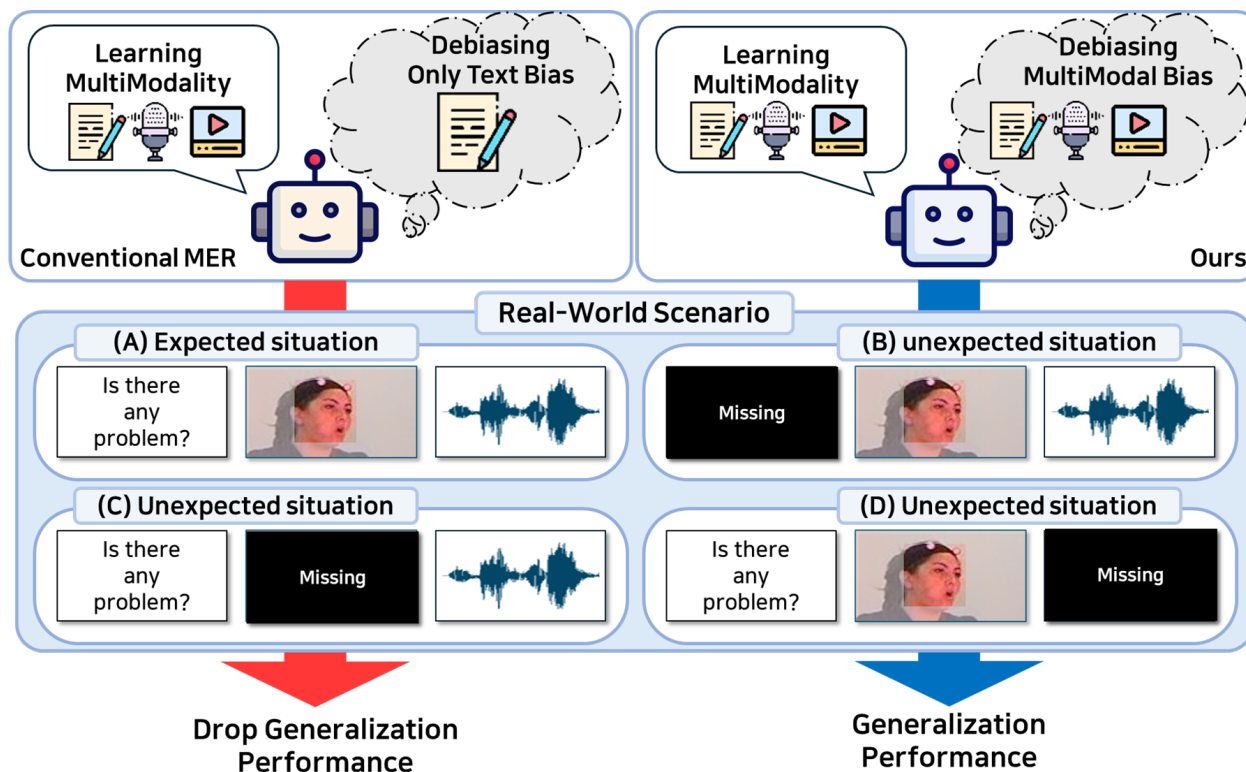 Learning
MultiModality
Debiasing
Only Text Bias
Conventional MER
Learning
MultiModality
Debiasing
MultiModal Bias
Ours
Real-World Scenario
(A) Expected situation
Is there
any
problem?
(B) unexpected situation
Missing
(C) Unexpected situation
Is there
any
problem?
Missing
(D) Unexpected situation
Is there
any
problem?
Missing
Drop Generalization
Performance
Generalization
Performance